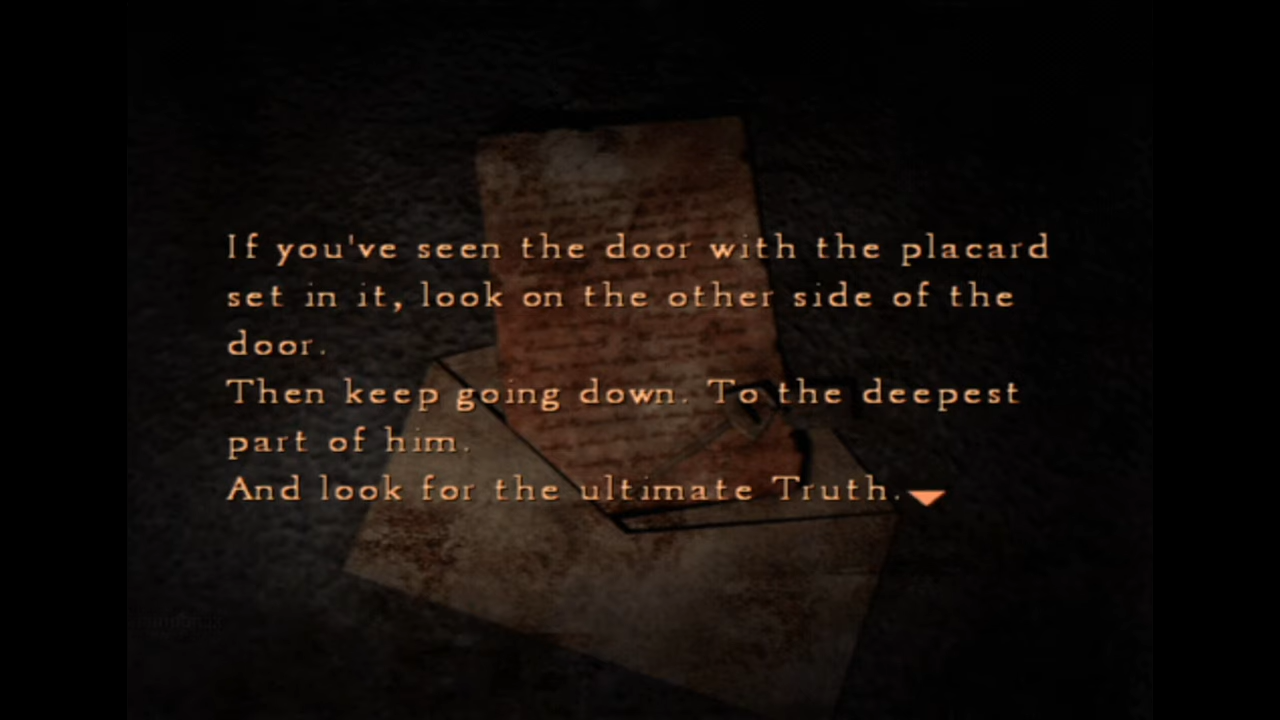 If you've seen the door with the placard
set in it, look on the other side of the
door.
Then keep going down. To the deepest
part of him.
And look for the ultimate Truth.